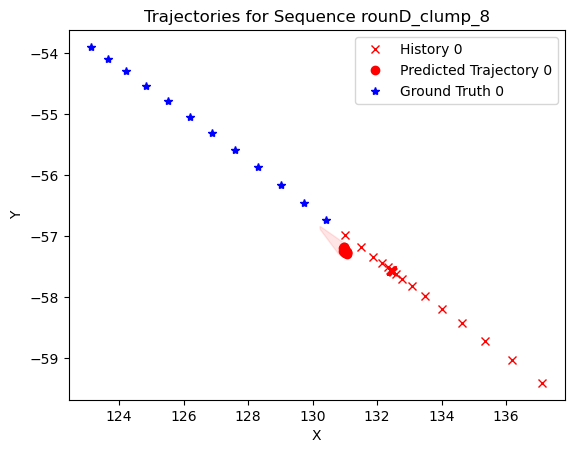 Trajectories for Sequence rounD_clump_8
History 0
Predicted Trajectory 0
Ground Truth 0
−54
−55
−56
−57
−58
−59
Y
124 126 128 130 132 134 136
X